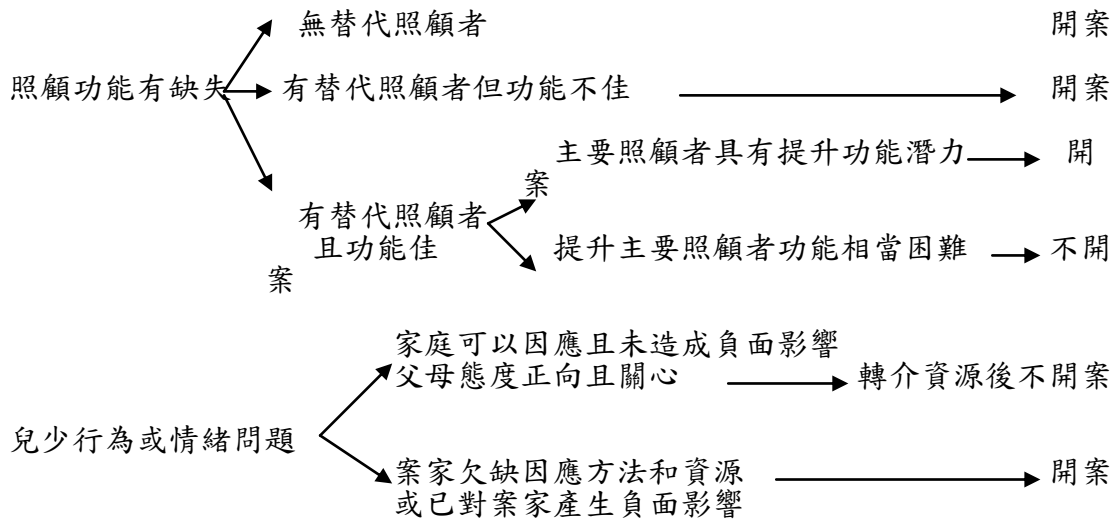 無替代照顧者 開案
照顧功能有缺失 有替代照顧者但功能不佳 開案
主要照顧者具有提升功能潛力 開
案
有替代照顧者
且功能佳 提升主要照顧者功能相當困難 不開
案
家庭可以因應且未造成負面影響
父母態度正向且關心 轉介資源後不開案
兒少行為或情緒問題
案家欠缺因應方法和資源 開案
或已對案家產生負面影響